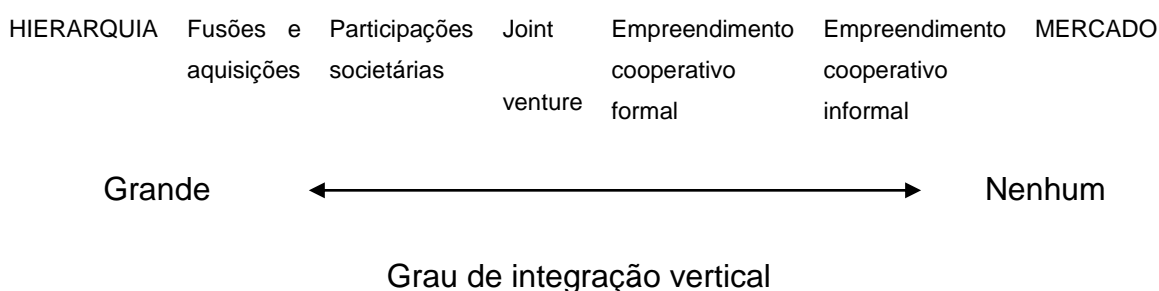 HIERARQUIA Fusões e Participações Joint Empreendimento Empreendimento MERCADO
aquisições societárias cooperativo cooperativo
venture formal informal
Grande Nenhum
Grau de integração vertical